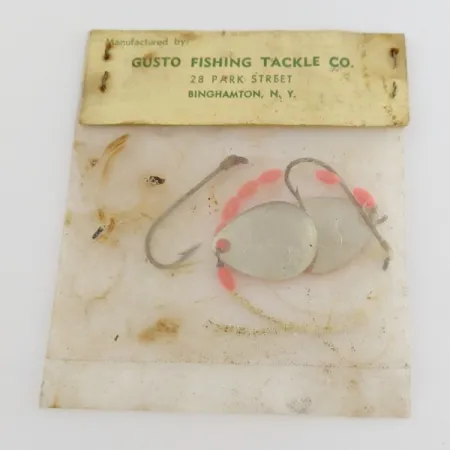 Manufactured by:
GUSTO FISHING TACKLE CO.
28 PARK STREET
BINGHAMTON, N. Y.